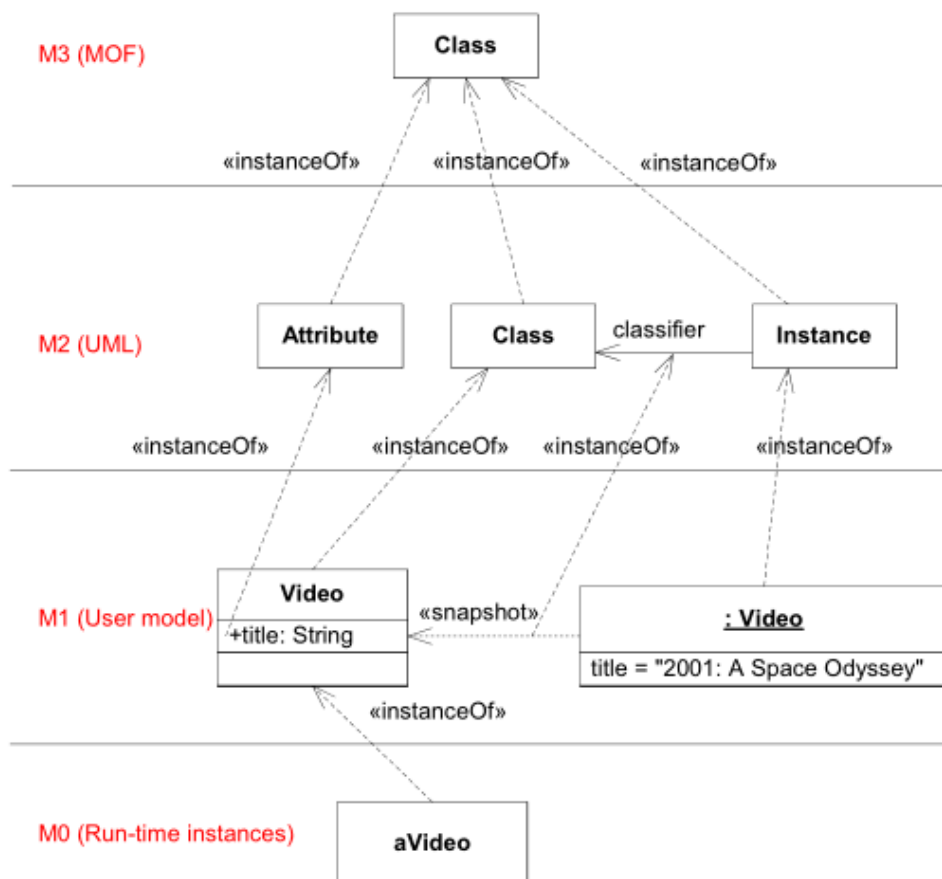 M3 (MOF)
Class
«instanceOf»
«instanceOf»
«instanceOf»
M2 (UML)
Attribute
Class
classifier
Instance
«instanceOf»
«instanceOf»
«instanceOf»
«instanceOf»
M1 (User model)
Video
+title: String
«snapshot»
: Video
title = "2001: A Space Odyssey"
«instanceOf»
M0 (Run-time instances)
aVideo